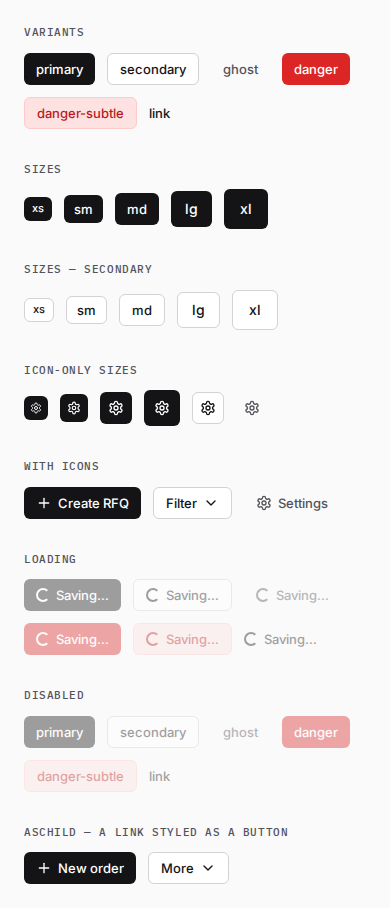 VARIANTS
primary secondary ghost danger
danger-subtle link
SIZES
xs sm md lg xl
SIZES — SECONDARY
xs sm md lg xl
ICON-ONLY SIZES
WITH ICONS
Create RFQ Filter Settings
LOADING
Saving… Saving… Saving…
Saving… Saving… Saving…
DISABLED
primary secondary ghost danger
danger-subtle link
ASCHILD — A LINK STYLED AS A BUTTON
New order More